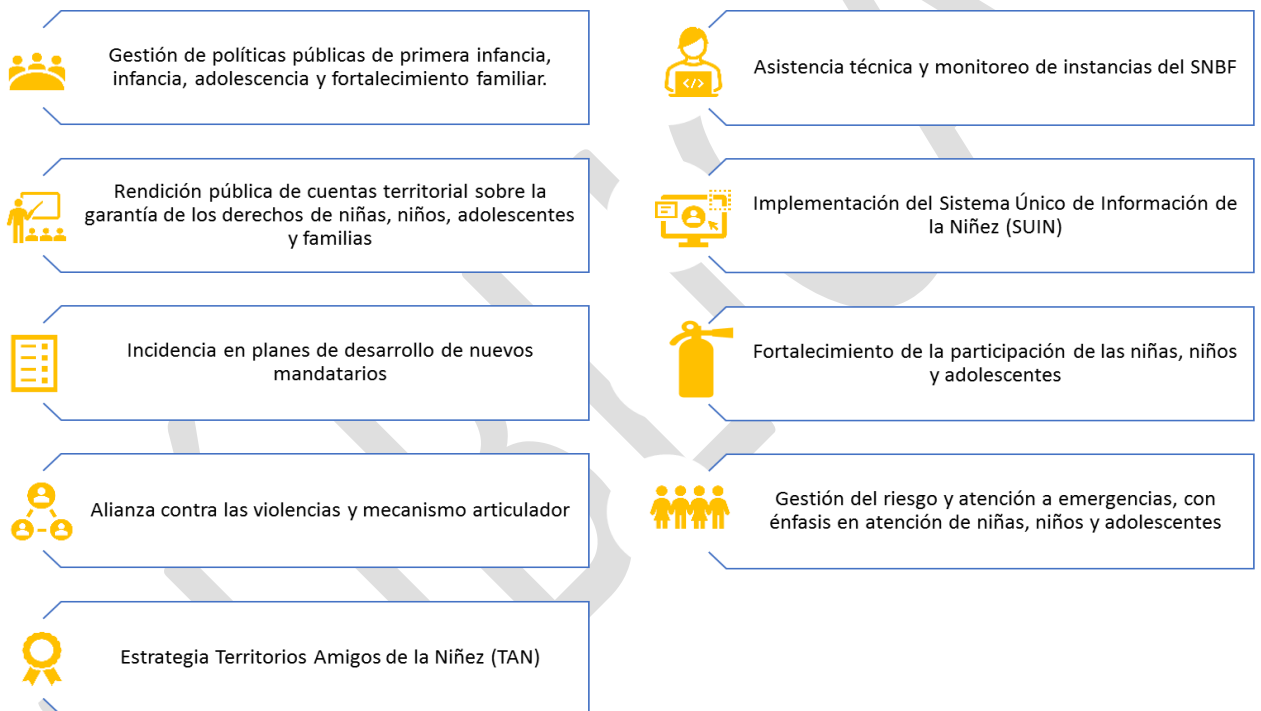 Gestión de políticas públicas de primera infancia,
infancia, adolescencia y fortalecimiento familiar.
Asistencia técnica y monitoreo de instancias del SNBF
Rendición pública de cuentas territorial sobre la
garantía de los derechos de niñas, niños, adolescentes
y familias
Implementación del Sistema Único de Información de
la Niñez (SUIN)
Incidencia en planes de desarrollo de nuevos
mandatarios
Fortalecimiento de la participación de las niñas, niños
y adolescentes
Alianza contra las violencias y mecanismo articulador
Gestión del riesgo y atención a emergencias, con
énfasis en atención de niñas, niños y adolescentes
Estrategia Territorios Amigos de la Niñez (TAN)